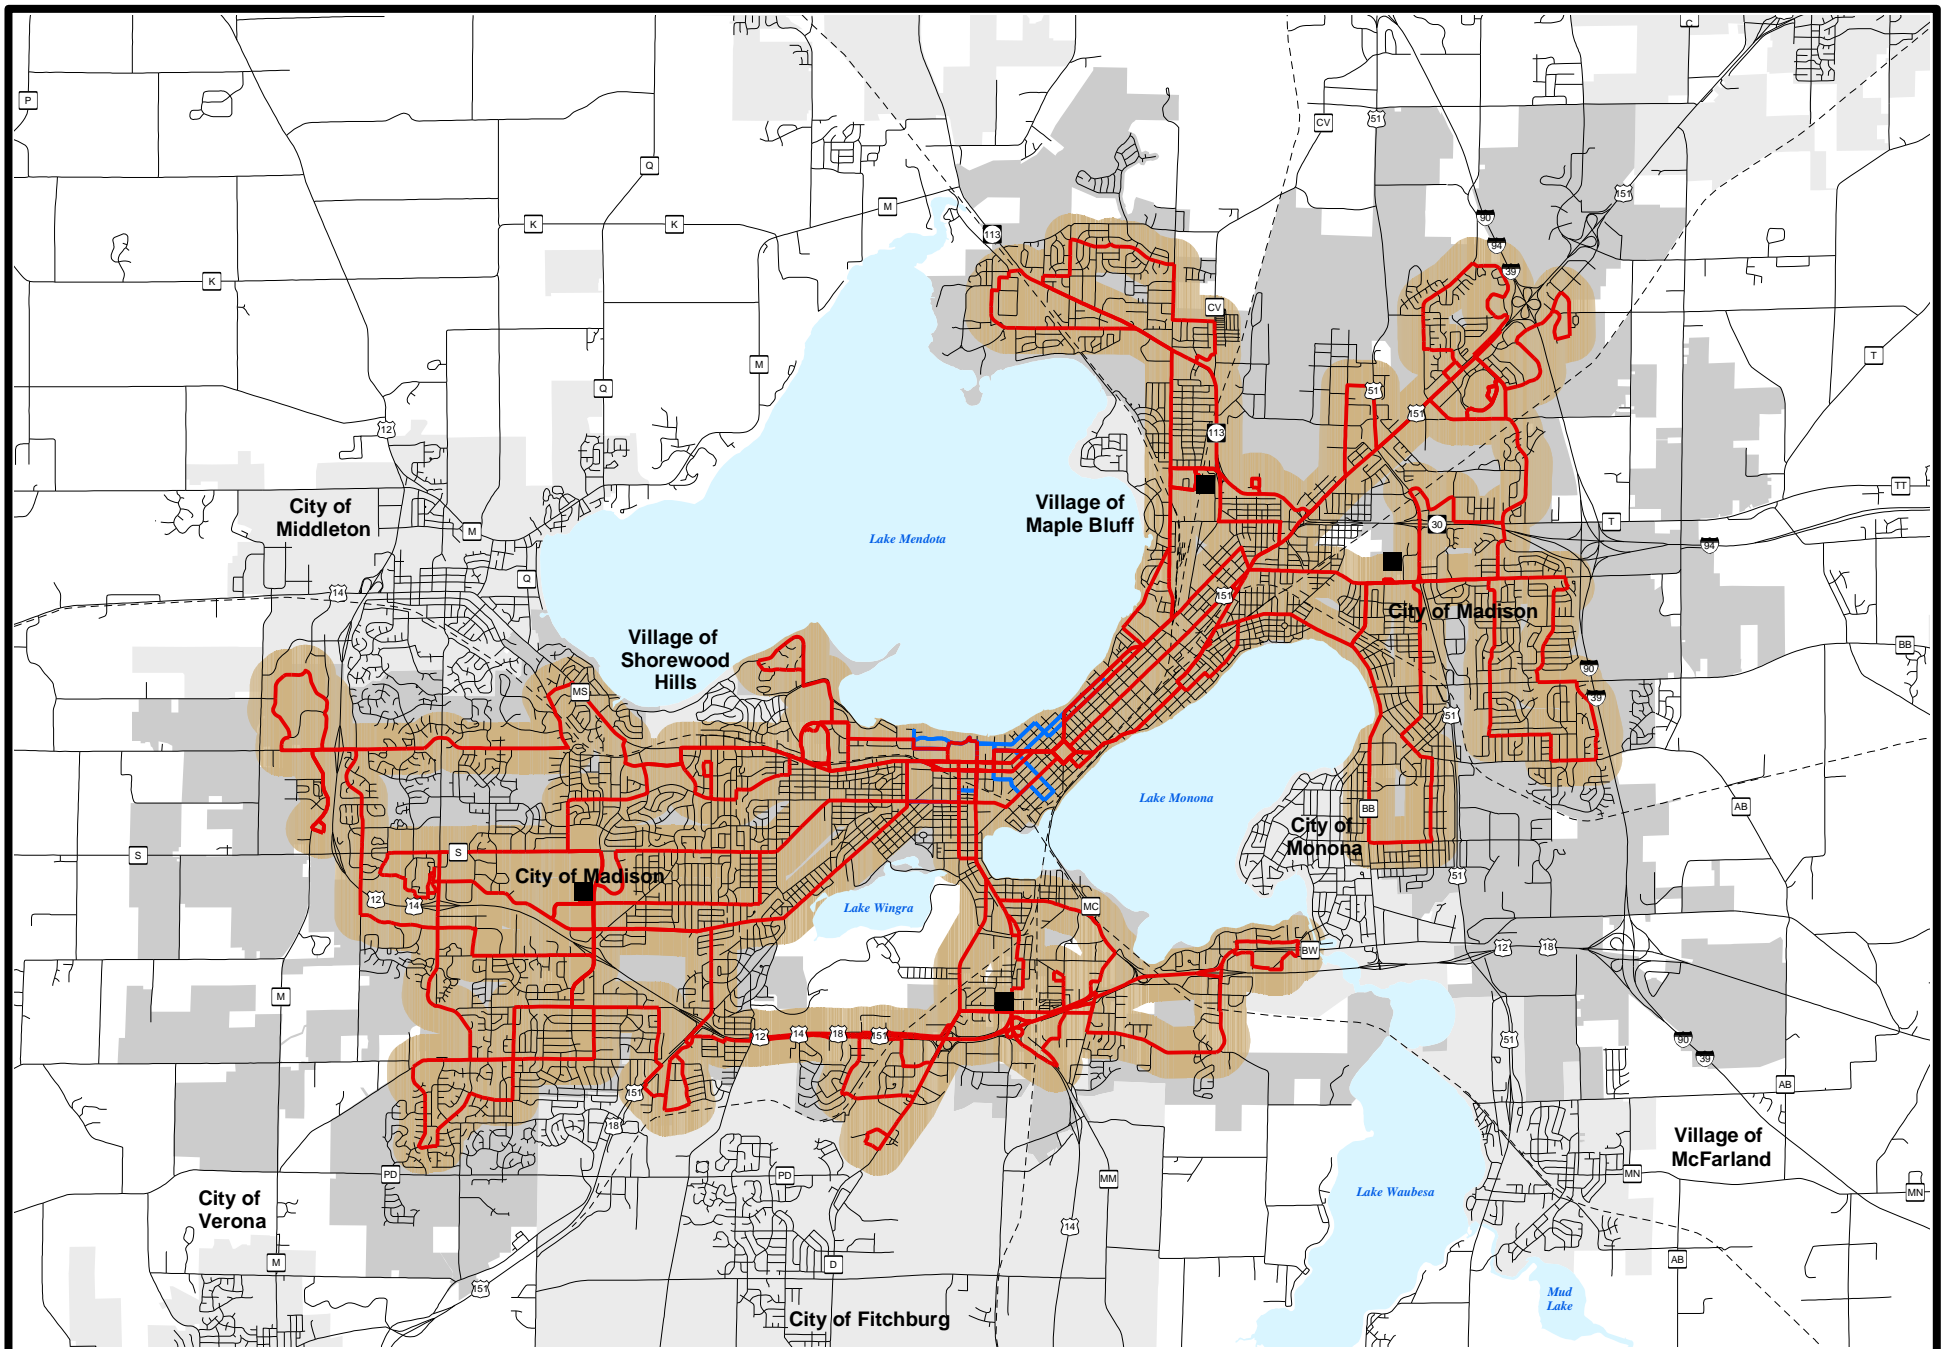 C
P
CV
51
Q
151
M
90
K
K
113
94
39
K
CV
T
M
Q
51
12
151
113
City of
Middleton
M
Village of
Maple Bluff
Lake Mendota
TT
T
30
94
Q
14
151
City of Madison
Village of
Shorewood
Hills
BB
90
MS
39
51
Lake Monona
AB
BB
City of
Monona
S
S
City of Madison
51
12
14
Lake Wingra
MC
BW
12
18
M
12
14
18
151
51
90
39
151
AB
18
Village of
McFarland
PD
PD
MM
MN
MN
City of
Verona
Lake Waubesa
14
M
D
AB
151
Mud
Lake
City of Fitchburg